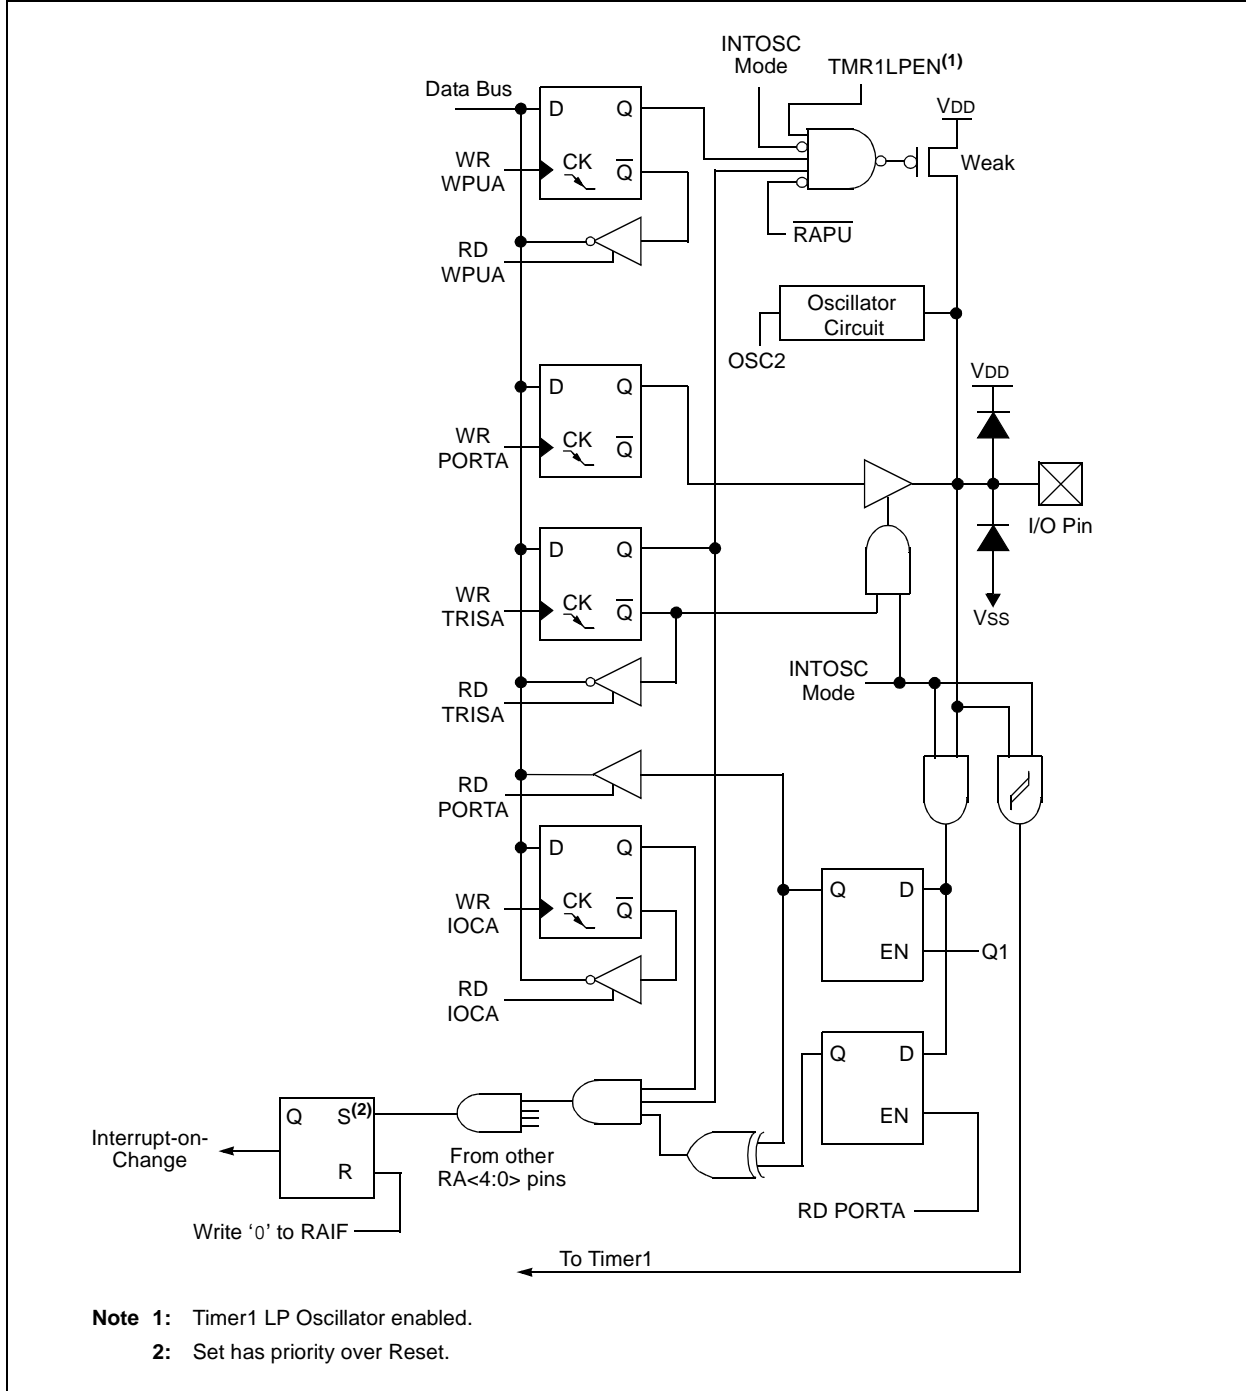 INTOSC
Mode
TMR1LPEN(1)
Data Bus
D Q
VDD
WR
WPUA
CK
Q
Weak
RAPU
RD
WPUA
Oscillator
Circuit
OSC2
VDD
D Q
WR
PORTA
CK
Q
I/O Pin
D Q
WR
TRISA
CK
Q
VSS
INTOSC
Mode
RD
TRISA
RD
PORTA
D Q
Q D
WR
IOCA
CK
Q
EN
Q1
RD
IOCA
Q D
EN
Q S(2)
Interrupt-on-
Change
R
From other
RA<4:0> pins
RD PORTA
Write ‘0’ to RAIF
To Timer1
Note 1: Timer1 LP Oscillator enabled.
2: Set has priority over Reset.